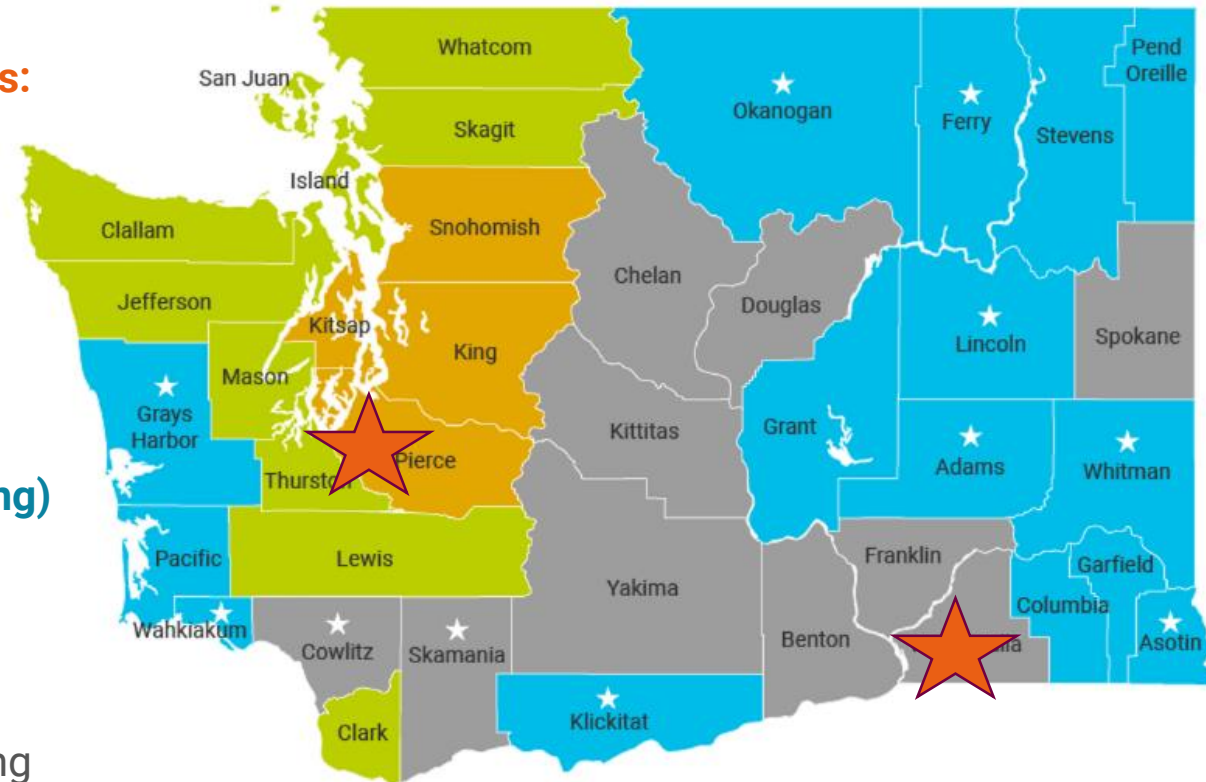 s:
ng)
ng
Whatcom
San Juan
Pend
Oreille
Okanogan
Ferry
Stevens
Skagit
Island
Snohomish
Clallam
Chelan
Jefferson
Douglas
Kitsap
King
Lincoln
Spokane
Mason
Grays
Harbor
Kittitas
Grant
Pierce
Adams
Whitman
Pacific
Lewis
Franklin
Garfield
Yakima
Columbia
Wahkiakum
Cowlitz
Skamania
Benton
Asotin
Klickitat
Clark